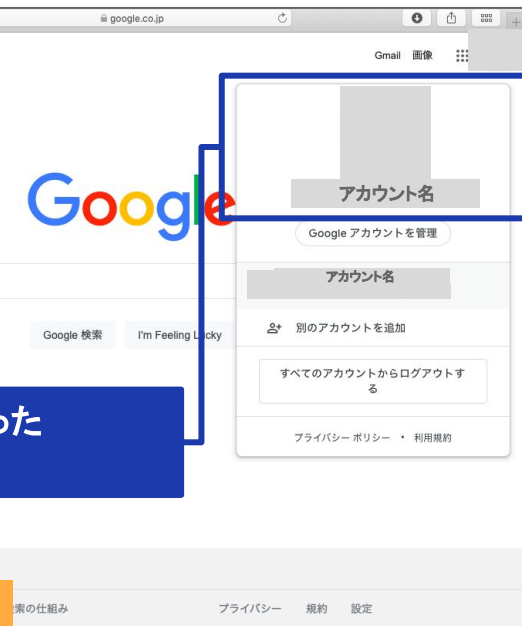 google.co.jp
Gmail 画像
Google
アカウント名
Google アカウントを管理
アカウント名
別のアカウントを追加
Google 検索 I'm Feeling Lucky
すべてのアカウントからログアウトす
る
った
プライバシー ポリシー • 利用規約
索の仕組み プライバシー 規約 設定